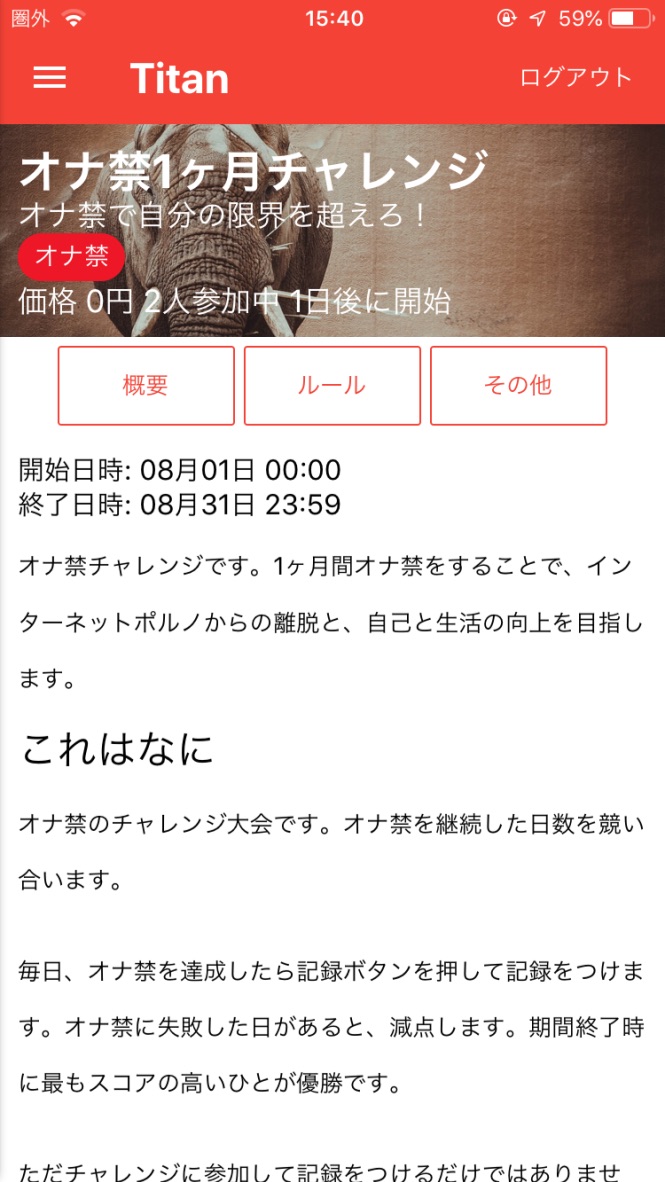 圏外 15:40 59%
Titan ログアウト
オナ禁1ヶ月チャレンジ
オナ禁で自分の限界を超えろ！
オナ禁
価格 0円 2人参加中 1日後に開始
概要 ルール その他
開始日時: 08月01日 00:00
終了日時: 08月31日 23:59
オナ禁チャレンジです。1ヶ月間オナ禁をすることで、イン
ターネットポルノからの離脱と、自己と生活の向上を目指し
ます。
これはなに
オナ禁のチャレンジ大会です。オナ禁を継続した日数を競い
合います。
毎日、オナ禁を達成したら記録ボタンを押して記録をつけま
す。オナ禁に失敗した日があると、減点します。期間終了時
に最もスコアの高いひとが優勝です。
ただチャレンジに参加して記録をつけるだけではありませ